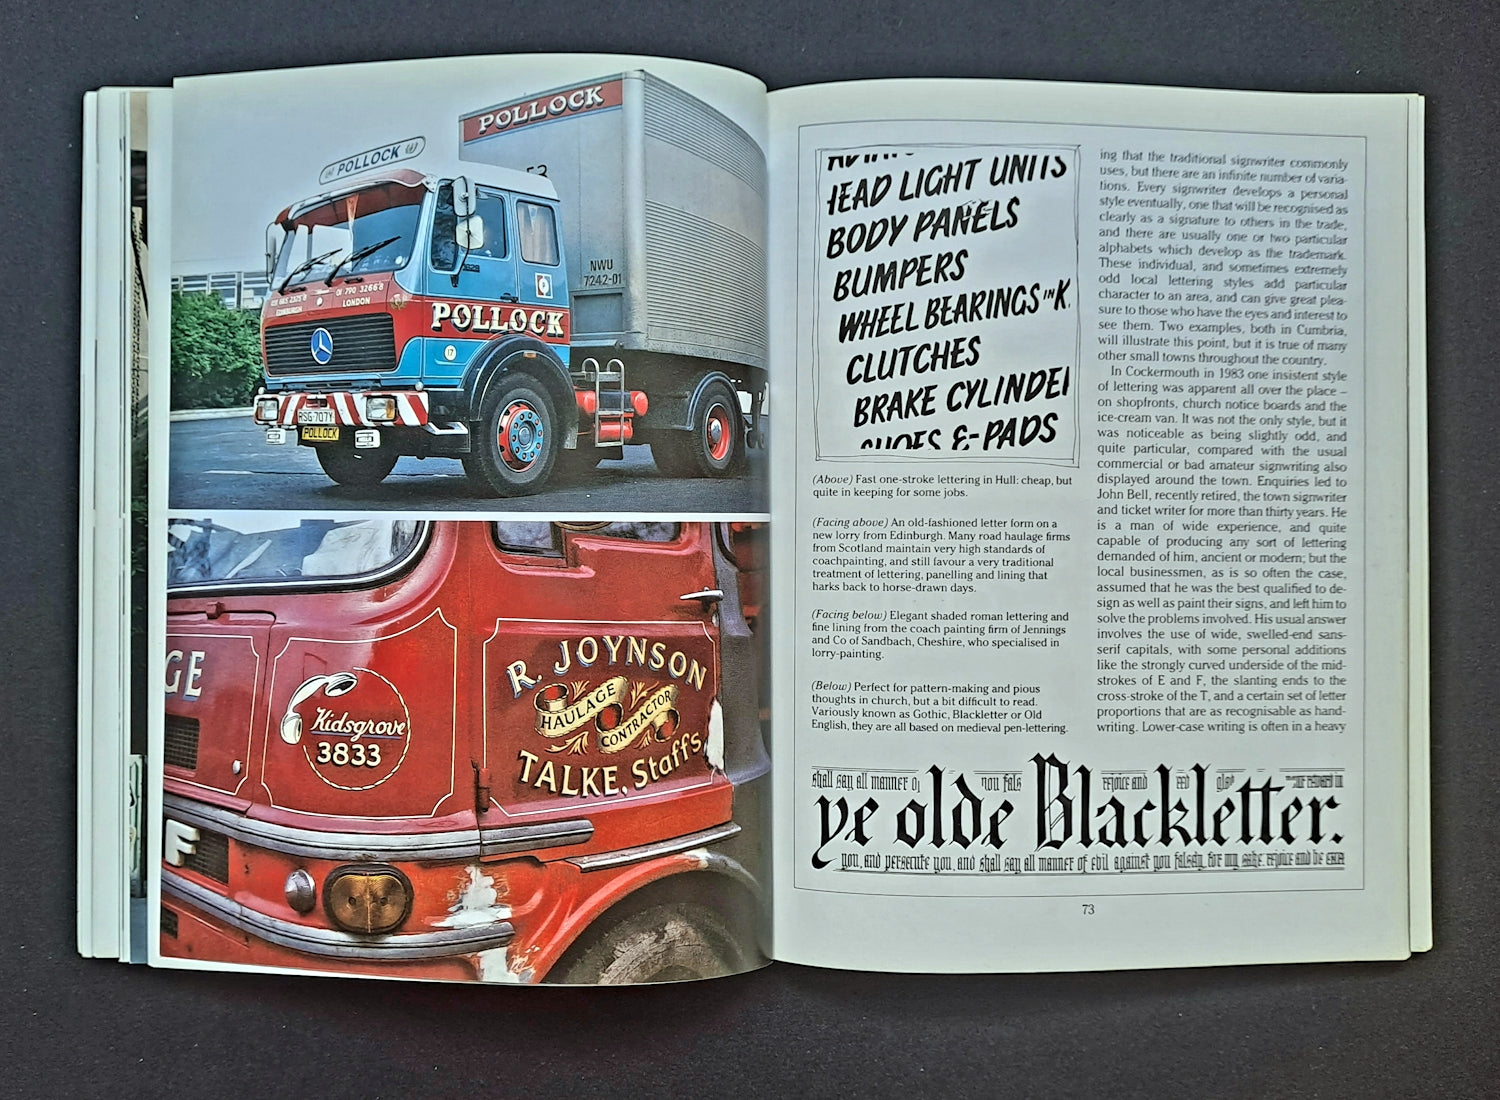 POLLOCK
POLLOCK
NWU
7242-01
01 790 3266/8
LONDON
EDINBURGH
POLLOCK
17
RSG 707Y
POLLOCK
GE
Kidsgrove
3833
R. JOYNSON
HAULAGE
CONTRACTOR
TALKE, Staffs.
F
HEAD LIGHT UNITS
BODY PANELS
BUMPERS
WHEEL BEARINGS "K
CLUTCHES
BRAKE CYLINDE
SHOES & PADS
(Above) Fast one-stroke lettering in Hull: cheap, but
quite in keeping for some jobs.
(Facing above) An old-fashioned letter form on a
new lorry from Edinburgh. Many road haulage firms
from Scotland maintain very high standards of
coachpainting, and still favour a very traditional
treatment of lettering, panelling and lining that
harks back to horse-drawn days.
(Facing below) Elegant shaded roman lettering and
fine lining from the coach painting firm of Jennings
and Co of Sandbach, Cheshire, who specialised in
lorry-painting.
(Below) Perfect for pattern-making and pious
thoughts in church, but a bit difficult to read.
Variously known as Gothic, Blackletter or Old
English, they are all based on medieval pen-lettering.
ing that the traditional signwriter commonly
uses, but there are an infinite number of varia-
tions. Every signwriter develops a personal
style eventually, one that will be recognised as
clearly as a signature to others in the trade,
and there are usually one or two particular
alphabets which develop as the trademark.
These individual, and sometimes extremely
odd local lettering styles add particular
character to an area, and can give great plea-
sure to those who have the eyes and interest to
see them. Two examples, both in Cumbria,
will illustrate this point, but it is true of many
other small towns throughout the country.
In Cockermouth in 1983 one insistent style
of lettering was apparent all over the place –
on shopfronts, church notice boards and the
ice-cream van. It was not the only style, but it
was noticeable as being slightly odd, and
quite particular, compared with the usual
commercial or bad amateur signwriting also
displayed around the town. Enquiries led to
John Bell, recently retired, the town signwriter
and ticket writer for more than thirty years. He
is a man of wide experience, and quite
capable of producing any sort of lettering
demanded of him, ancient or modern; but the
local businessmen, as is so often the case,
assumed that he was the best qualified to de-
sign as well as paint their signs, and left him to
solve the problems involved. His usual answer
involves the use of wide, swelled-end sans-
serif capitals, with some personal additions
like the strongly curved underside of the mid-
strokes of E and F, the slanting ends to the
cross-stroke of the T, and a certain set of letter
proportions that are as recognisable as hand-
writing. Lower-case writing is often in a heavy
shall say all manner of you fals rejoice and glad
ye olde Blackletter.
you, and persecute you, and shall say all manner of evil against you falsely, for my sake. rejoice and be
73